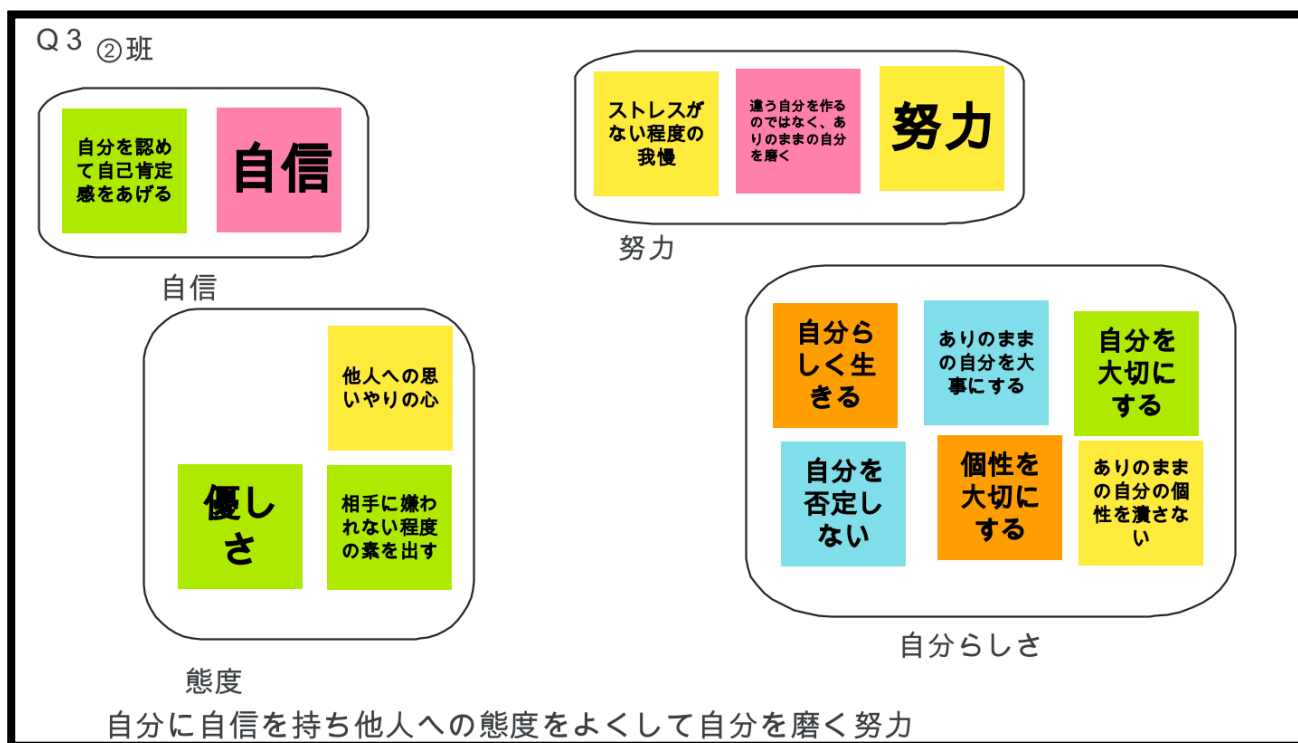 Q3 ②班
自分を認め
て自己肯定
感をあげる
自信
自信
ストレスが
ない程度の
我慢
違う自分を作る
のではなく、あ
りのままの自分
を磨く
努力
努力
他人への思
いやりの心
優し
さ
相手に嫌わ
れない程度
の素を出す
態度
自分ら
しく生
きる
ありのまま
の自分を大
事にする
自分を
大切に
する
自分を
否定し
ない
個性を
大切に
する
ありのまま
の自分の個
性を潰さな
い
自分らしさ
自分に自信を持ち他人への態度をよくして自分を磨く努力